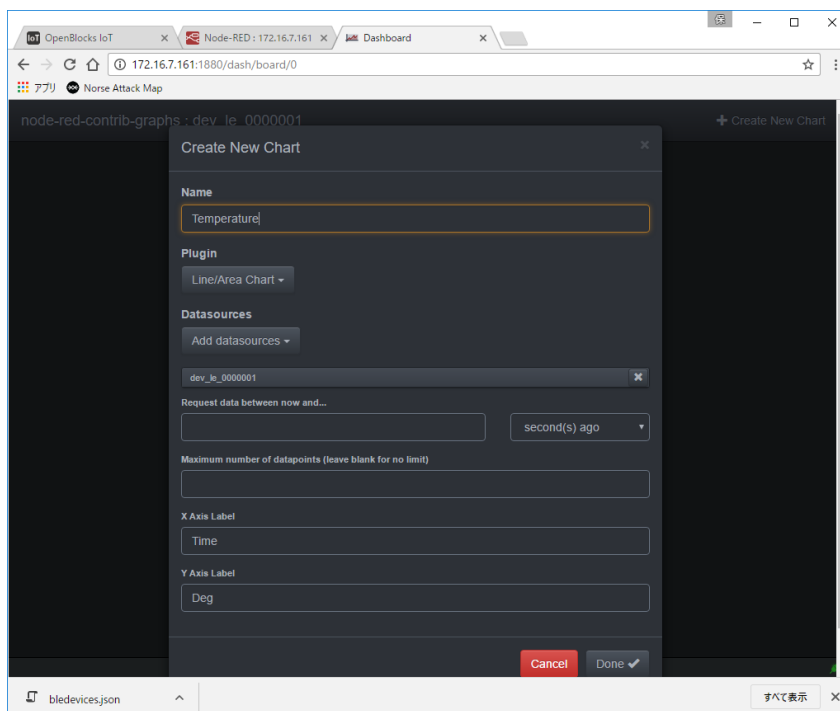 保
IoT OpenBlocks IoT
Node-RED : 172.16.7.161
Dashboard
172.16.7.161:1880/dash/board/0
アプリ Norse Attack Map
node-red-contrib-graphs : dev_le_0000001
Create New Chart
Create New Chart
Name
Temperature
Plugin
Line/Area Chart
Datasources
Add datasources
dev_le_0000001
Request data between now and...
second(s) ago
Maximum number of datapoints (leave blank for no limit)
X Axis Label
Time
Y Axis Label
Deg
Cancel Done
bledevices.json
すべて表示